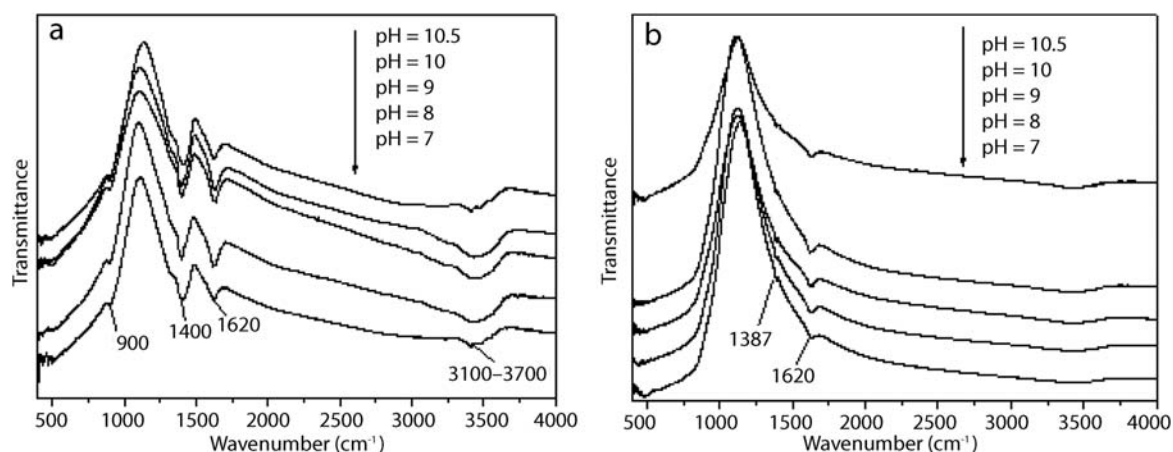 a
pH = 10.5
pH = 10
pH = 9
pH = 8
pH = 7
Transmittance
900
1400
1620
3100–3700
500 1000 1500 2000 2500 3000 3500 4000
Wavenumber (cm⁻¹)
b
pH = 10.5
pH = 10
pH = 9
pH = 8
pH = 7
Transmittance
1387
1620
500 1000 1500 2000 2500 3000 3500 4000
Wavenumber (cm⁻¹)